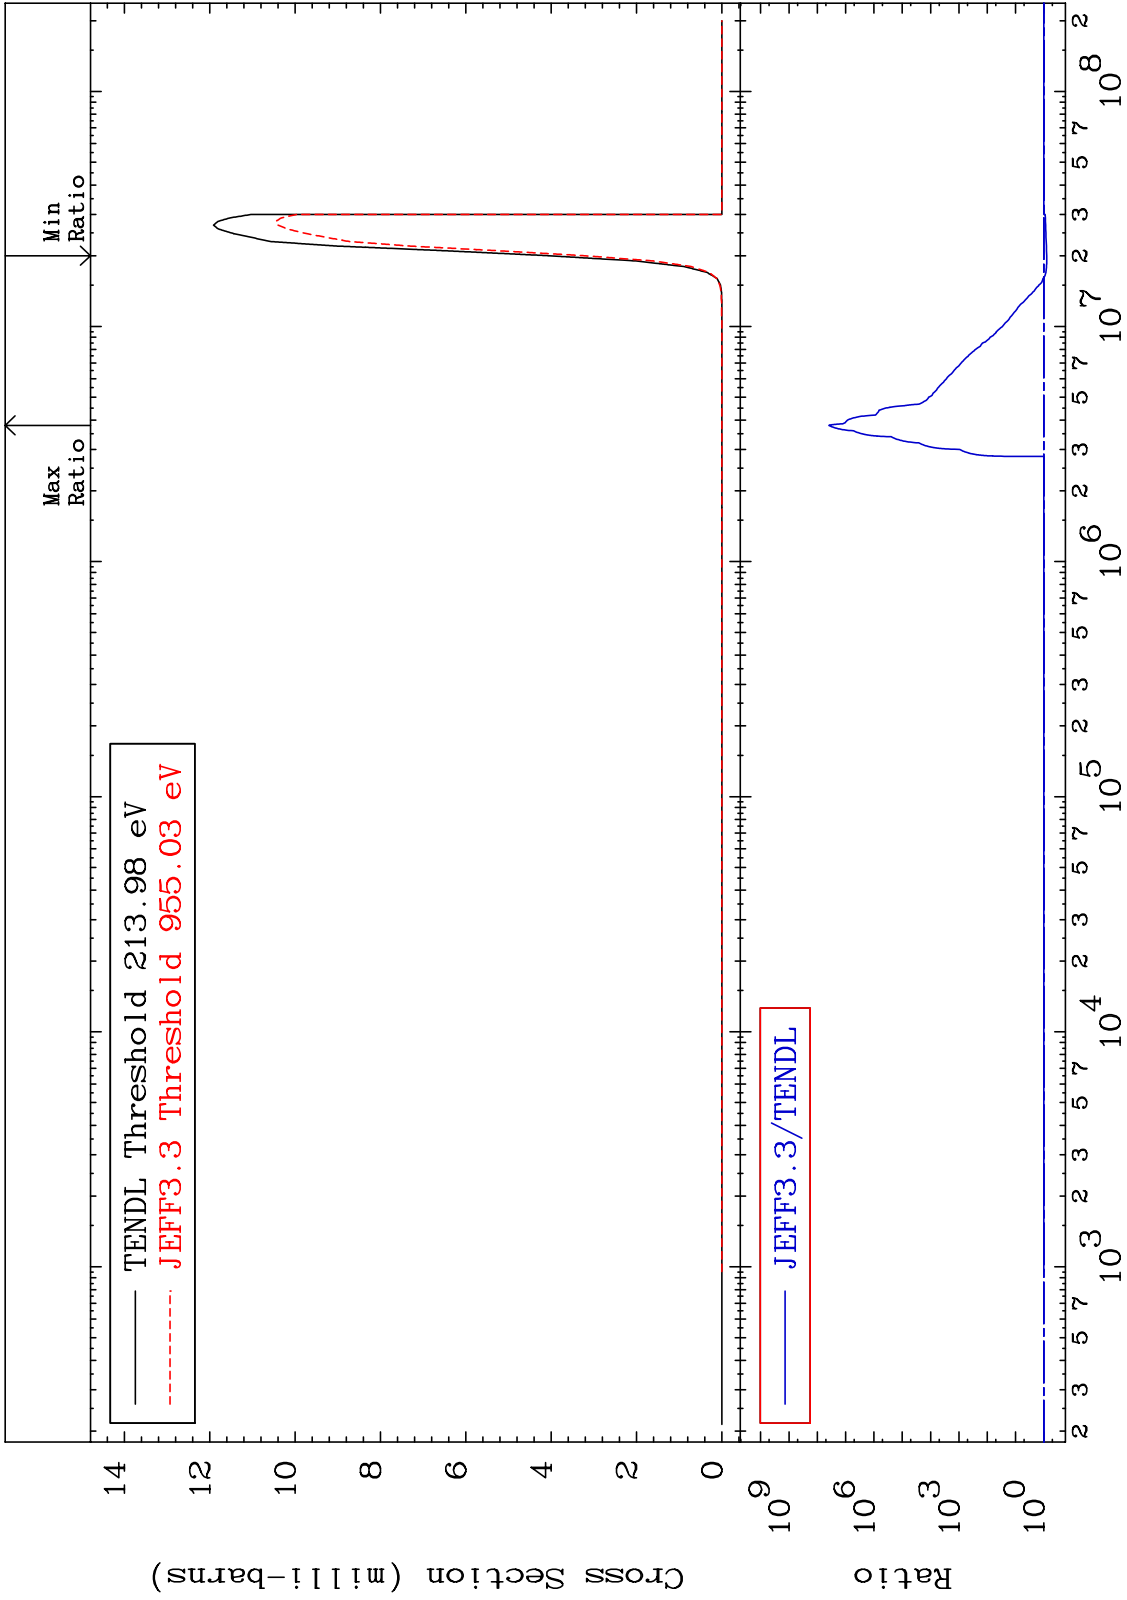 Min
Ratio
Max
Ratio
TENDL Threshold 213.98 eV
JEFF3.3 Threshold 955.03 eV
14
12
10
8
6
4
2
0
Cross Section (milli-barns)
JEFF3.3/TENDL
10^9
10^6
10^3
10^0
Ratio
2 3 5 7 10^3 2 3 5 7 10^4 2 3 5 7 10^5 2 3 5 7 10^6 2 3 5 7 10^7 2 3 5 7 10^8 2